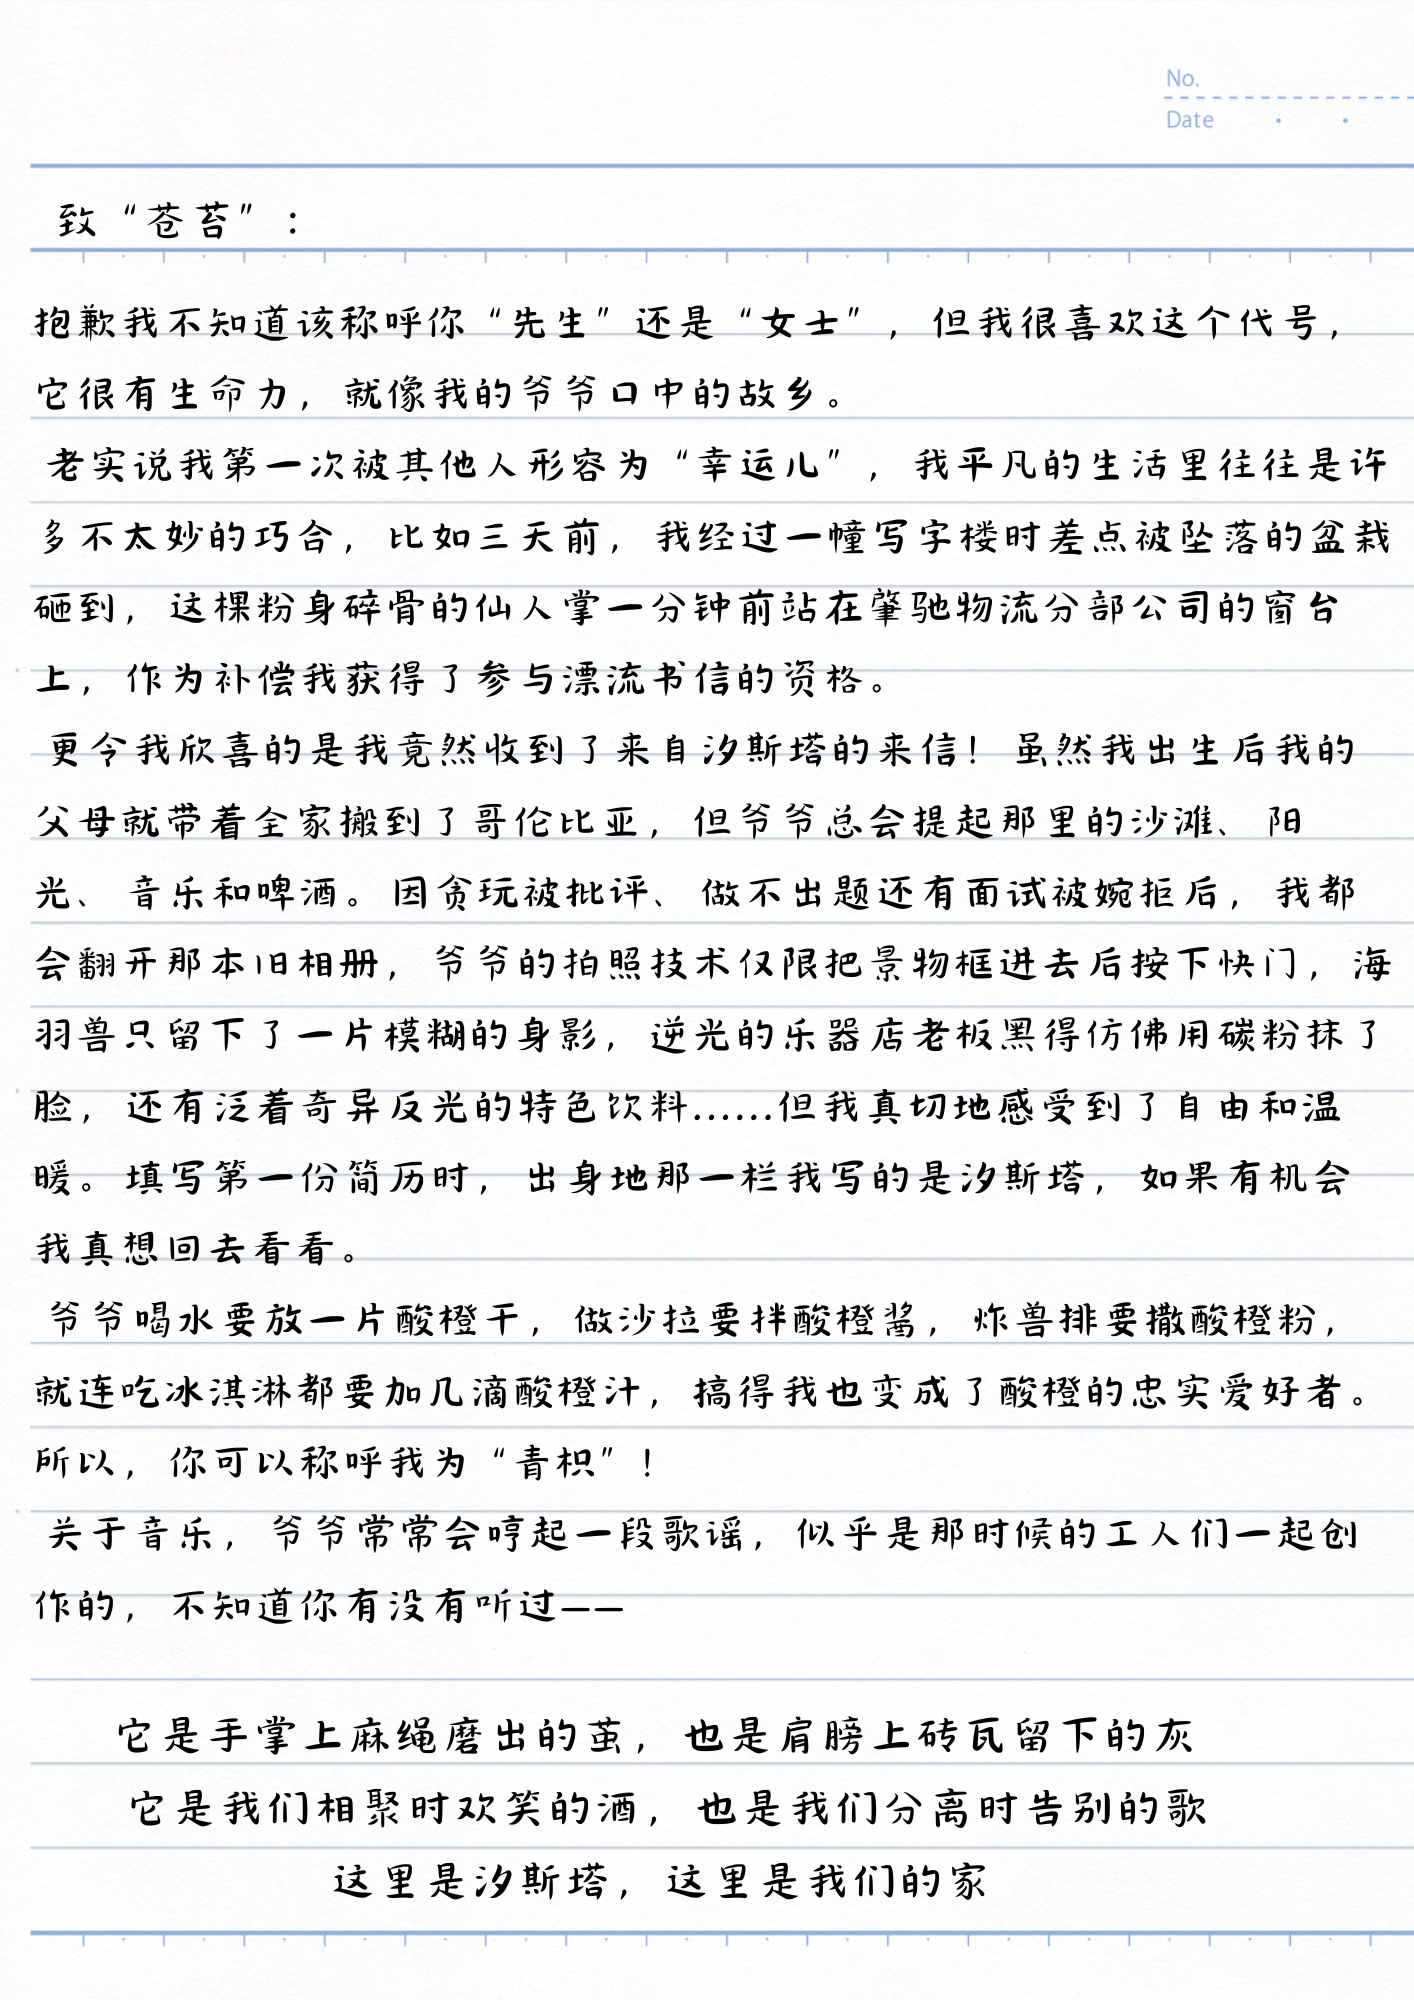 No.
Date
致“苍苔”：
抱歉我不知道该称呼你“先生”还是“女士”，但我很喜欢这个代号，
它很有生命力，就像我的爷爷口中的故乡。
老实说我第一次被其他人形容为“幸运儿”，我平凡的生活里往往是许
多不太妙的巧合，比如三天前，我经过一幢写字楼时差点被坠落的盆栽
砸到，这棵粉身碎骨的仙人掌一分钟前站在肇驰物流分部公司的窗台
上，作为补偿我获得了参与漂流书信的资格。
更令我欣喜的是我竟然收到了来自汐斯塔的来信！虽然我出生后我的
父母就带着全家搬到了哥伦比亚，但爷爷总会提起那里的沙滩、阳
光、音乐和啤酒。因贪玩被批评、做不出题还有面试被婉拒后，我都
会翻开那本旧相册，爷爷的拍照技术仅限把景物框进去后按下快门，海
羽兽只留下了一片模糊的身影，逆光的乐器店老板黑得仿佛用碳粉抹了
脸，还有泛着奇异反光的特色饮料……但我真切地感受到了自由和温
暖。填写第一份简历时，出身地那一栏我写的是汐斯塔，如果有机会
我真想回去看看。
爷爷喝水要放一片酸橙干，做沙拉要拌酸橙酱，炸兽排要撒酸橙粉，
就连吃冰淇淋都要加几滴酸橙汁，搞得我也变成了酸橙的忠实爱好者。
所以，你可以称呼我为“青枳”！
关于音乐，爷爷常常会哼起一段歌谣，似乎是那时候的工人们一起创
作的，不知道你有没有听过——
它是手掌上麻绳磨出的茧，也是肩膀上砖瓦留下的灰
它是我们相聚时欢笑的酒，也是我们分离时告别的歌
这里是汐斯塔，这里是我们的家